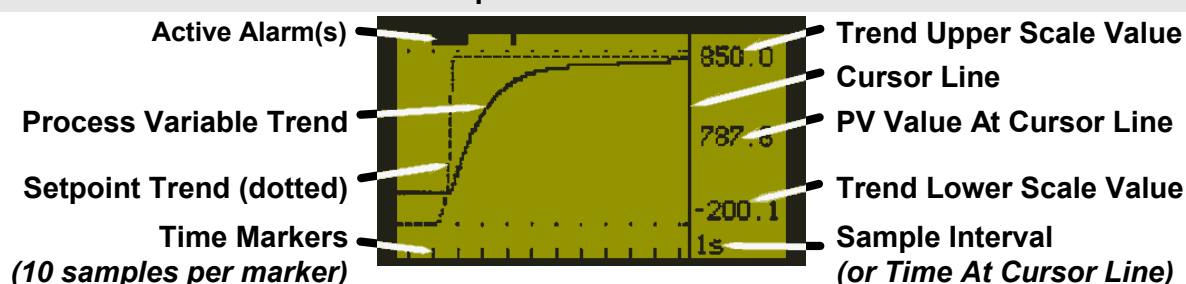 Active Alarm(s)
Process Variable Trend
Setpoint Trend (dotted)
Time Markers
(10 samples per marker)
850.0
787.6
-200.1
1s
Trend Upper Scale Value
Cursor Line
PV Value At Cursor Line
Trend Lower Scale Value
Sample Interval
(or Time At Cursor Line)